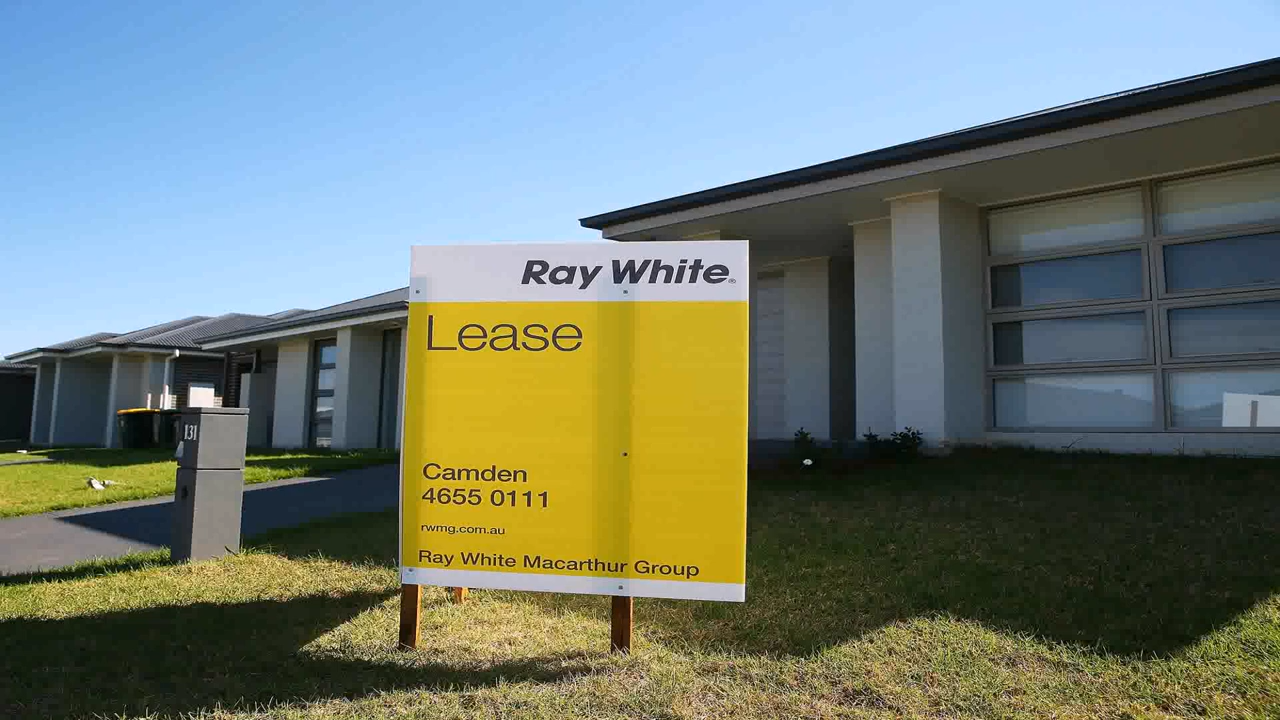 Ray White®
Lease
Camden
4655 0111
rwmg.com.au
Ray White Macarthur Group
131